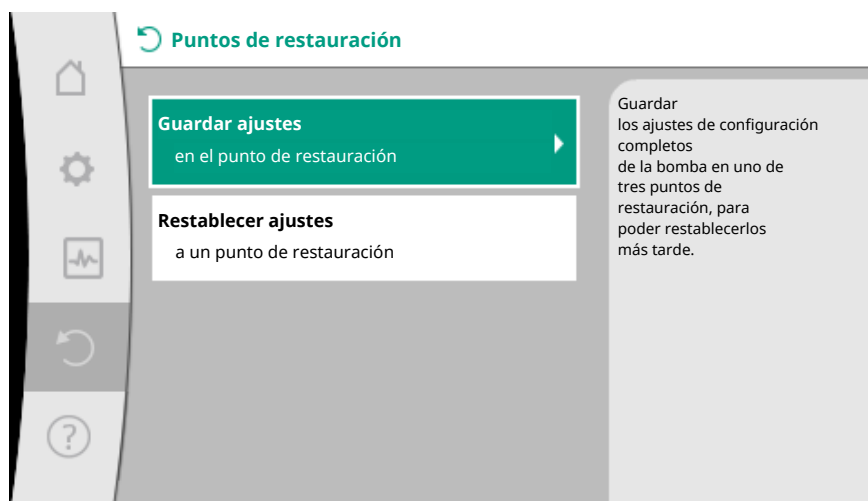 Puntos de restauración
Guardar ajustes
en el punto de restauración
Restablecer ajustes
a un punto de restauración
Guardar
los ajustes de configuración
completos
de la bomba en uno de
tres puntos de
restauración, para
poder restablecerlos
más tarde.
?